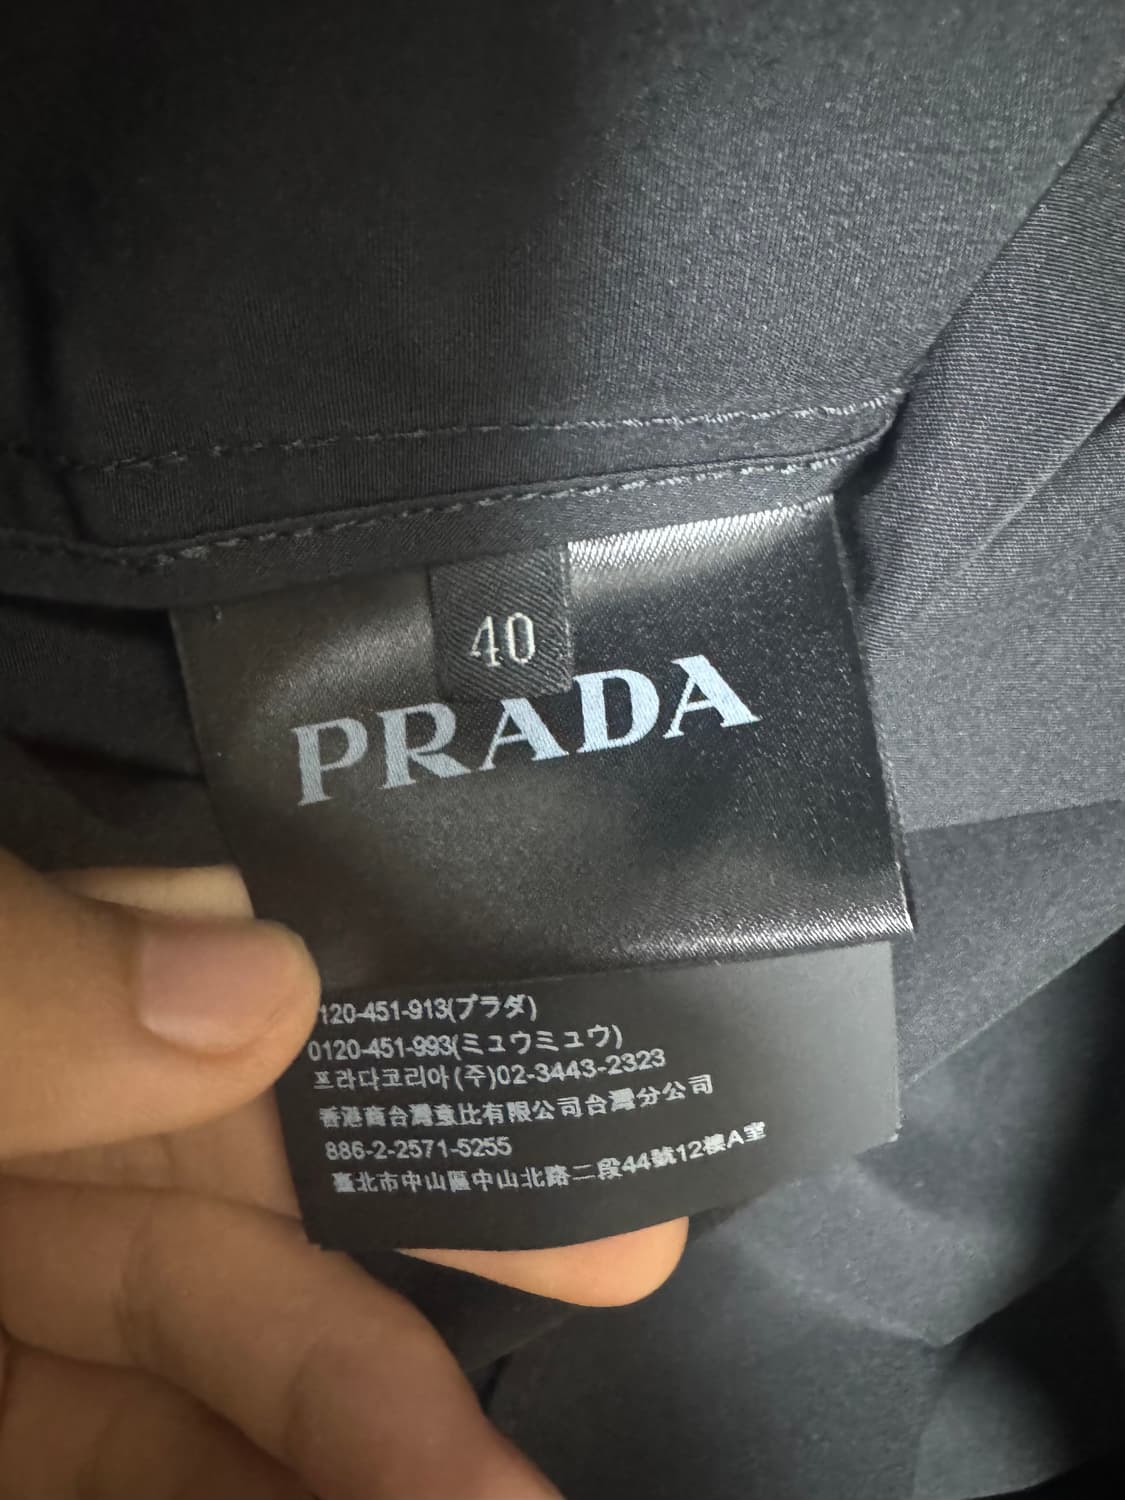 40
PRADA
120-451-913(プラダ)
0120-451-993(ミュウミュウ)
프라다코리아(주)02-3443-2323
香港商台灣意比有限公司台灣分公司
886-2-2571-5255
臺北市中山區中山北路二段44號12樓A室